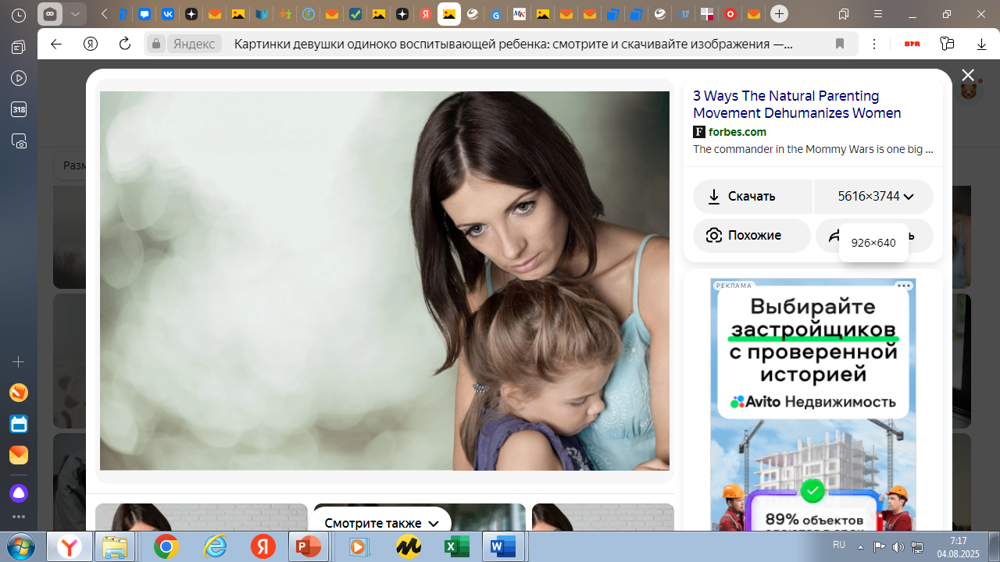 Яндекс
Картинки девушки одиноко воспитывающей ребенка: смотрите и скачивайте изображения —...
318
Разм
3 Ways The Natural Parenting
Movement Dehumanizes Women
forbes.com
The commander in the Mommy Wars is one big ...
Скачать
5616×3744
Похожие
926×640
РЕКЛАМА
Выбирайте
застройщиков
с проверенной
историей
Avito Недвижимость
89% объектов
Смотрите также
RU
7:17
04.08.2025